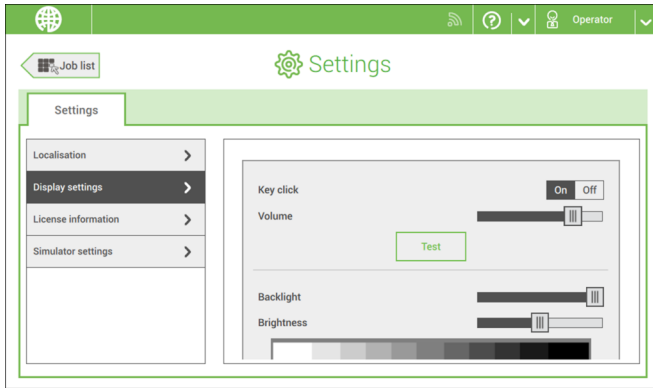 Operator
Job list
Settings
Settings
Localisation
Display settings
License information
Simulator settings
Key click
On Off
Volume
Test
Backlight
Brightness